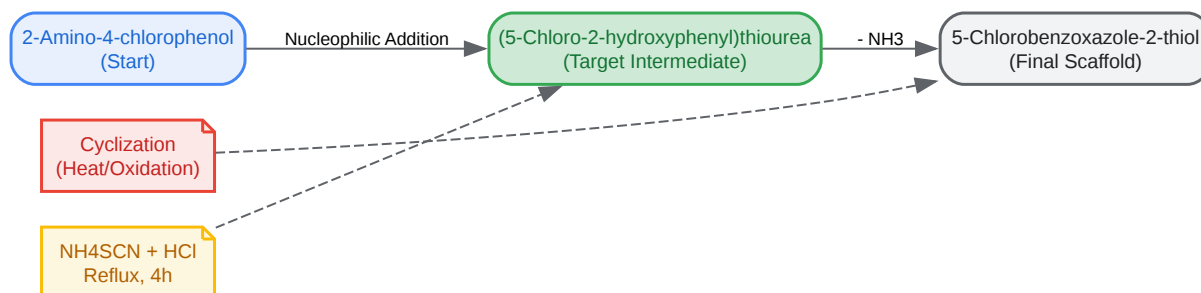 2-Amino-4-chlorophenol
(Start)
Nucleophilic Addition
(5-Chloro-2-hydroxyphenyl)thiourea
(Target Intermediate)
- NH3
5-Chlorobenzoxazole-2-thiol
(Final Scaffold)
Cyclization
(Heat/Oxidation)
NH4SCN + HCl
Reflux, 4h